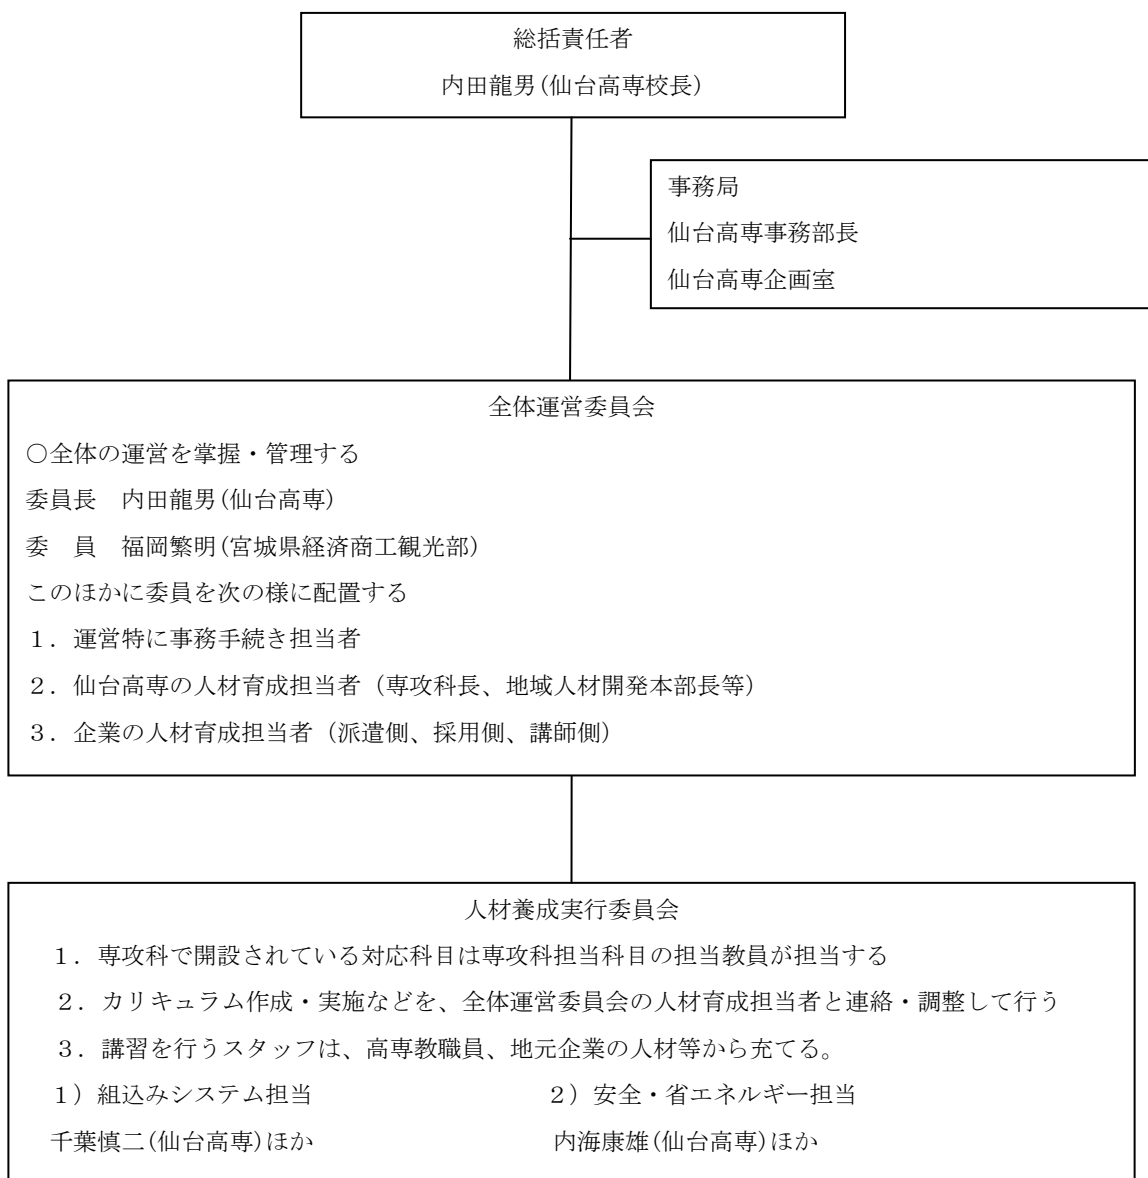 総括責任者
内田龍男(仙台高専校長)
事務局
仙台高専事務部長
仙台高専企画室
全体運営委員会
○全体の運営を掌握・管理する
委員長　内田龍男(仙台高専)
委　員　福岡繁明(宮城県経済商工観光部)
このほかに委員を次の様に配置する
１．運営特に事務手続き担当者
２．仙台高専の人材育成担当者（専攻科長、地域人材開発本部長等）
３．企業の人材育成担当者（派遣側、採用側、講師側）
人材養成実行委員会
１．専攻科で開設されている対応科目は専攻科担当科目の担当教員が担当する
２．カリキュラム作成・実施などを、全体運営委員会の人材育成担当者と連絡・調整して行う
３．講習を行うスタッフは、高専教職員、地元企業の人材等から充てる。
１）組込みシステム担当　　　　　　　　　　２）安全・省エネルギー担当
千葉慎二(仙台高専)ほか　　　　　　　　　　内海康雄(仙台高専)ほか